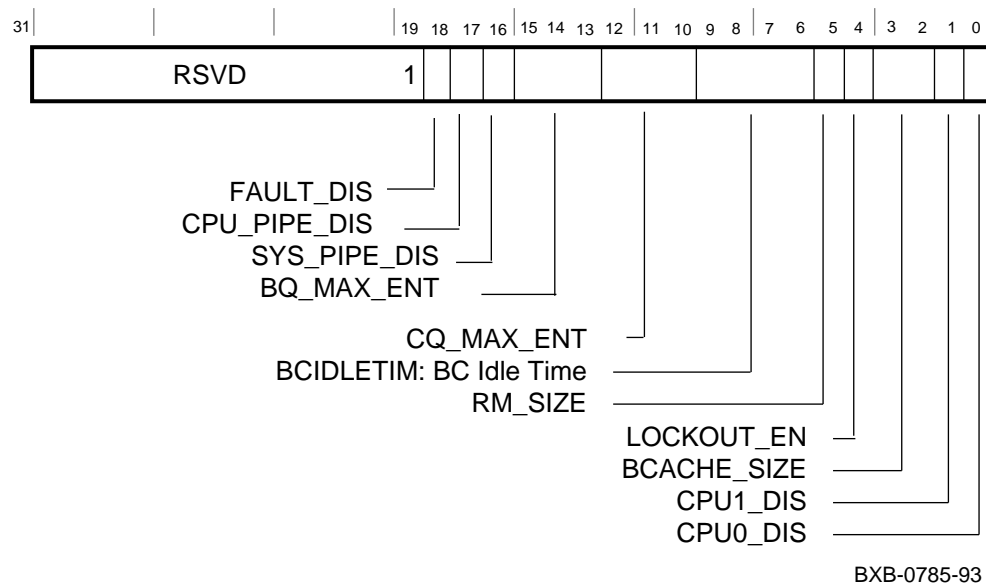 31 19 18 17 16 15 14 13 12 11 10 9 8 7 6 5 4 3 2 1 0
RSVD 1
FAULT_DIS
CPU_PIPE_DIS
SYS_PIPE_DIS
BQ_MAX_ENT
CQ_MAX_ENT
BCIDLETIM: BC Idle Time
RM_SIZE
LOCKOUT_EN
BCACHE_SIZE
CPU1_DIS
CPU0_DIS
BXB-0785-93